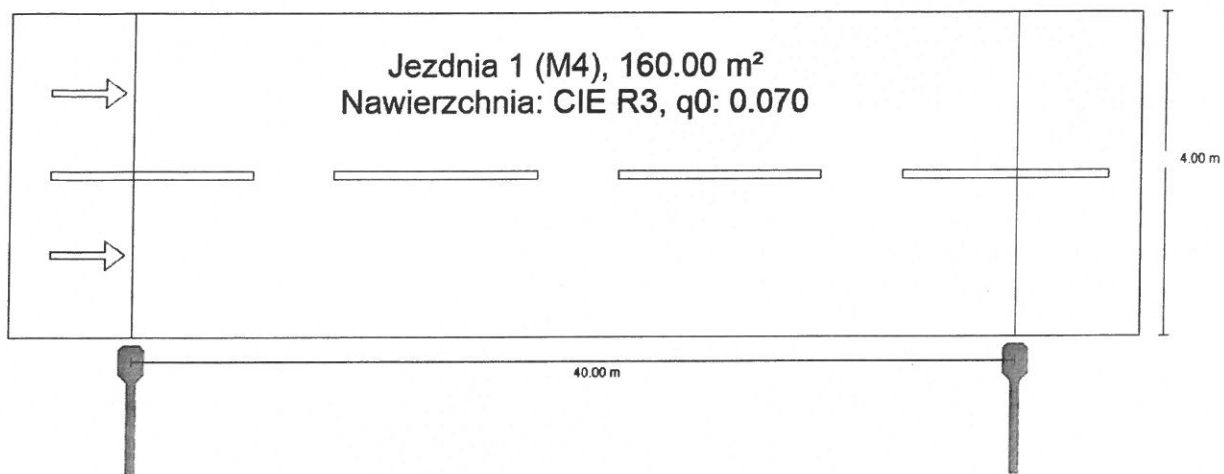 Jezdnia 1 (M4), 160.00 m²
Nawierzchnia: CIE R3, q0: 0.070
4.00 m
40.00 m